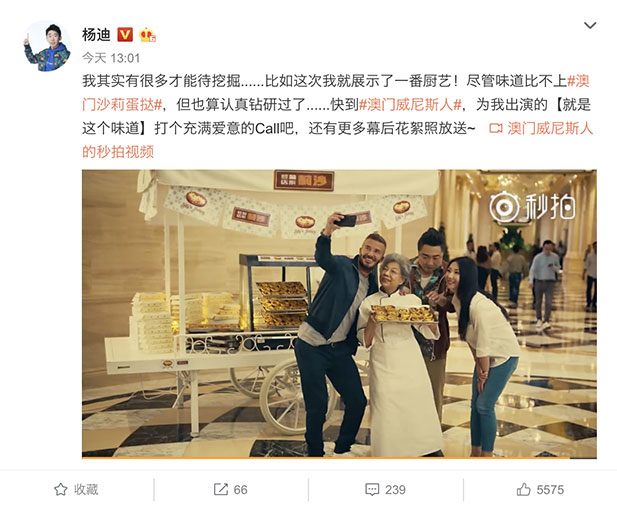 杨迪
今天 13:01
我其实有很多才能待挖掘......比如这次我就展示了一番厨艺！尽管味道比不上#澳
门沙莉蛋挞#，但也算认真钻研过了......快到#澳门威尼斯人#，为我出演的【就是
这个味道】打个充满爱意的Call吧，还有更多幕后花絮照放送~ 澳门威尼斯人
的秒拍视频
秒拍
收藏
66
239
5575